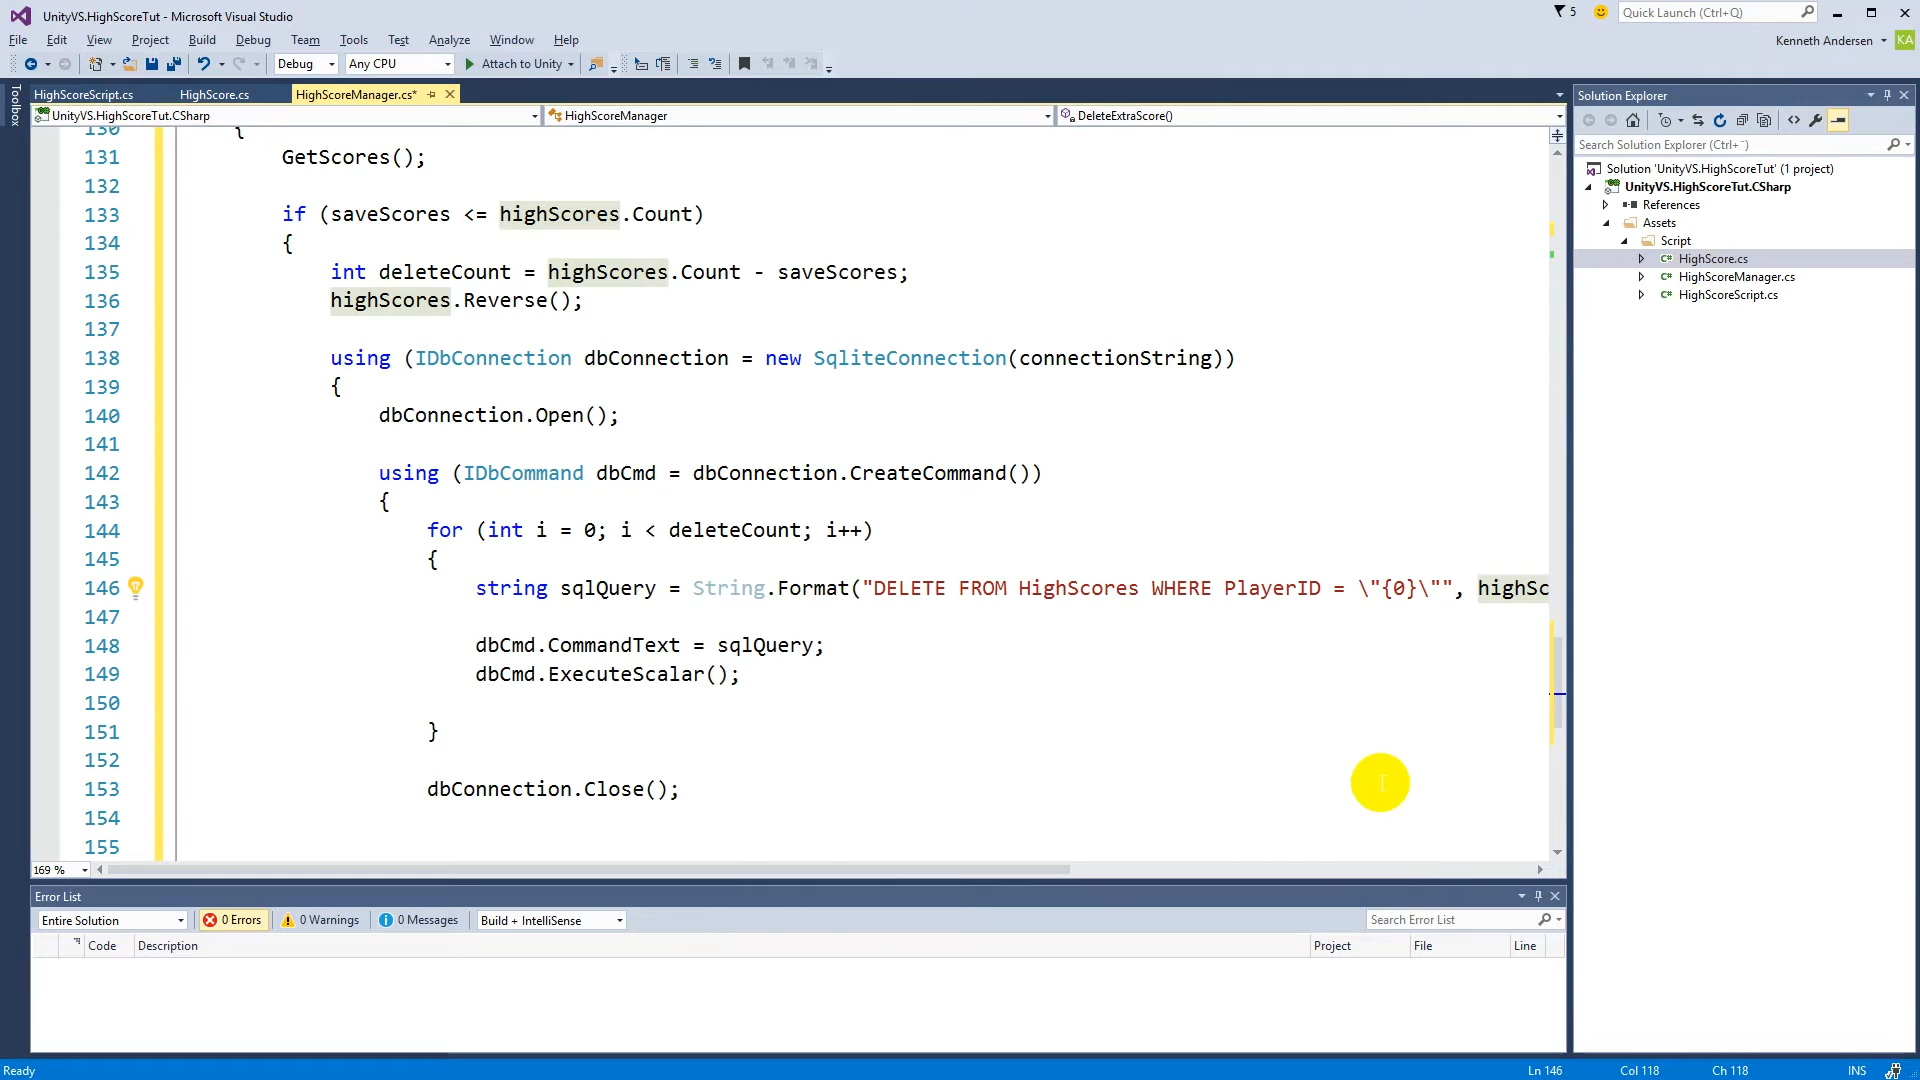 UnityVS.HighScoreTut - Microsoft Visual Studio
5
Quick Launch (Ctrl+Q)
File Edit View Project Build Debug Team Tools Test Analyze Window Help
Kenneth Andersen KA
Debug Any CPU Attach to Unity
Toolbox
HighScoreScript.cs HighScore.cs HighScoreManager.cs*
UnityVS.HighScoreTut.CSharp HighScoreManager DeleteExtraScore()
130 {
131 GetScores();
132
133 if (saveScores <= highScores.Count)
134 {
135 int deleteCount = highScores.Count - saveScores;
136 highScores.Reverse();
137
138 using (IDbConnection dbConnection = new SqliteConnection(connectionString))
139 {
140 dbConnection.Open();
141
142 using (IDbCommand dbCmd = dbConnection.CreateCommand())
143 {
144 for (int i = 0; i < deleteCount; i++)
145 {
146 string sqlQuery = String.Format("DELETE FROM HighScores WHERE PlayerID = \"{0}\"", highSc
147
148 dbCmd.CommandText = sqlQuery;
149 dbCmd.ExecuteScalar();
150
151 }
152
153 dbConnection.Close();
154
155
169 %
Solution Explorer
Search Solution Explorer (Ctrl+¨)
Solution 'UnityVS.HighScoreTut' (1 project)
UnityVS.HighScoreTut.CSharp
References
Assets
Script
HighScore.cs
HighScoreManager.cs
HighScoreScript.cs
Error List
Entire Solution 0 Errors 0 Warnings 0 Messages Build + IntelliSense Search Error List
Code Description Project File Line
Ready Ln 146 Col 118 Ch 118 INS